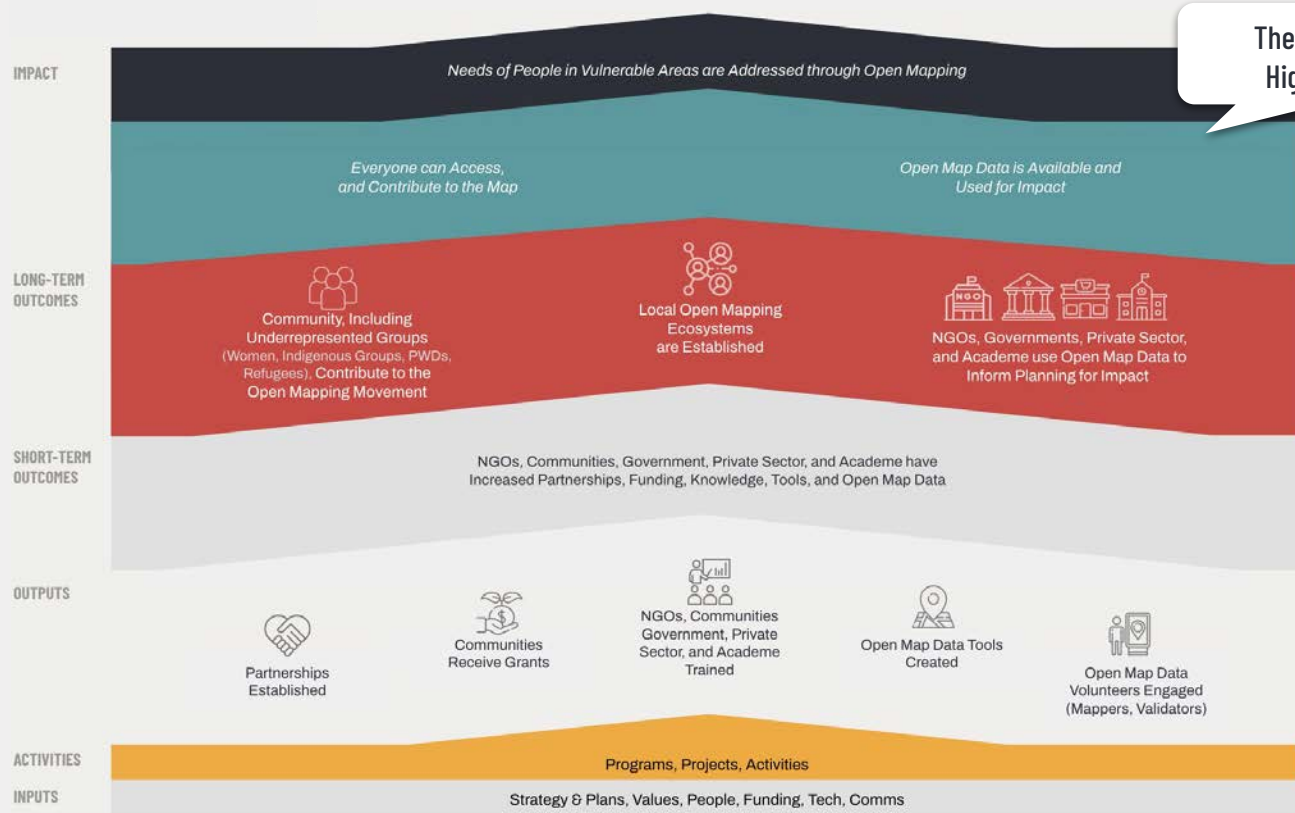 The
Hig
IMPACT
Needs of People in Vulnerable Areas are Addressed through Open Mapping
Everyone can Access,
and Contribute to the Map
Open Map Data is Available and
Used for Impact
LONG-TERM
OUTCOMES
Community, Including
Underrepresented Groups
(Women, Indigenous Groups, PWDs,
Refugees), Contribute to the
Open Mapping Movement
Local Open Mapping
Ecosystems
are Established
NGO
NGOs, Governments, Private Sector,
and Academe use Open Map Data to
Inform Planning for Impact
SHORT-TERM
OUTCOMES
NGOs, Communities, Government, Private Sector, and Academe have
Increased Partnerships, Funding, Knowledge, Tools, and Open Map Data
OUTPUTS
Partnerships
Established
$
Communities
Receive Grants
NGOs, Communities
Government, Private
Sector, and Academe
Trained
Open Map Data Tools
Created
Open Map Data
Volunteers Engaged
(Mappers, Validators)
ACTIVITIES
Programs, Projects, Activities
INPUTS
Strategy & Plans, Values, People, Funding, Tech, Comms